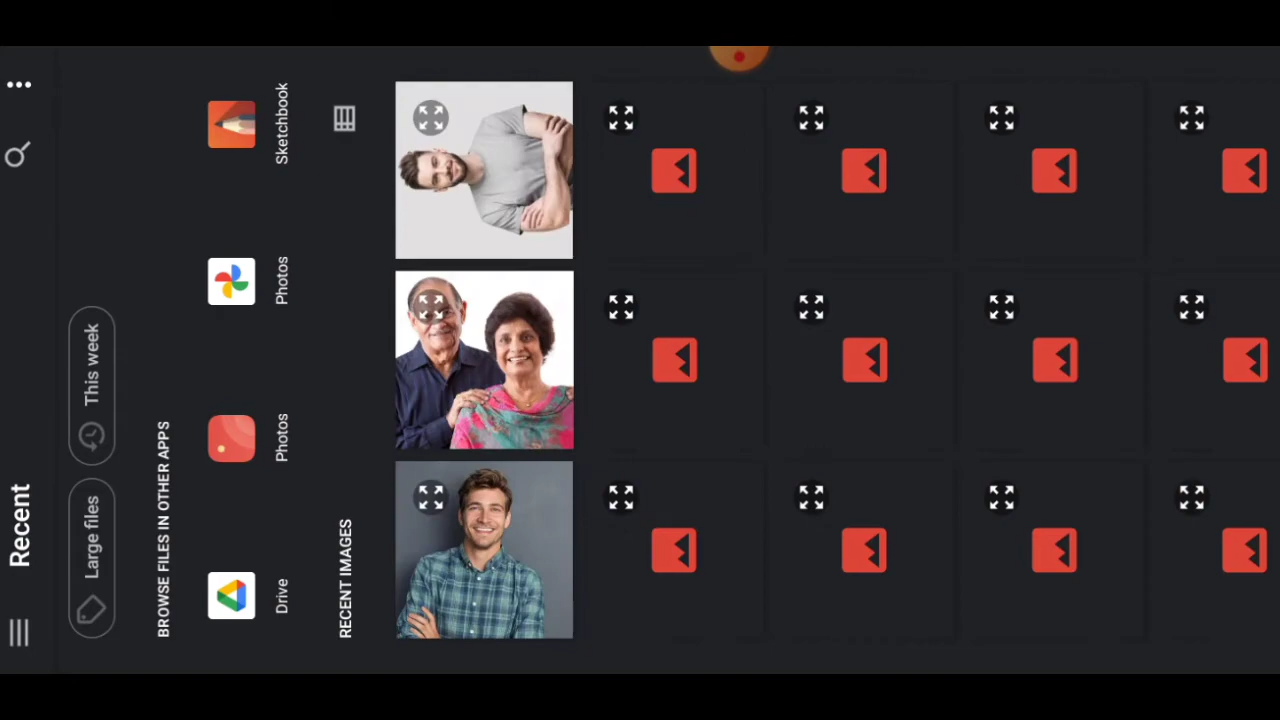 Recent
Large files
This week
BROWSE FILES IN OTHER APPS
Drive
Photos
Photos
Sketchbook
RECENT IMAGES